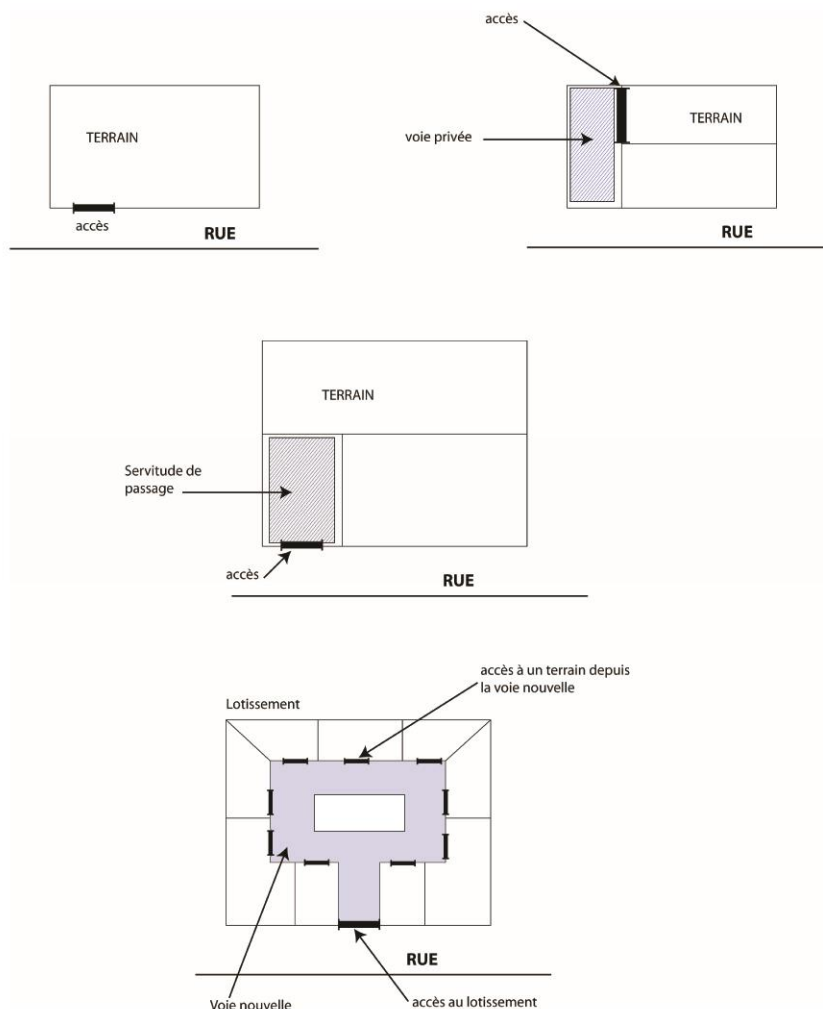 accès
TERRAIN
accès
RUE
voie privée
TERRAIN
RUE
TERRAIN
Servitude de
passage
accès
RUE
accès à un terrain depuis
la voie nouvelle
Lotissement
RUE
Voie nouvelle
accès au lotissement